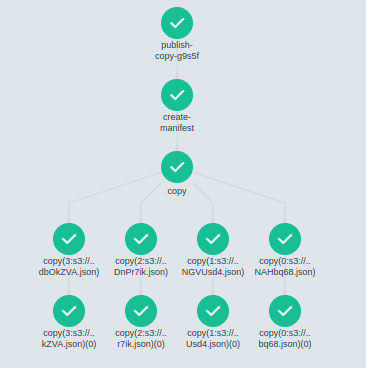 publish-
copy-g9s5f
create-
manifest
copy
copy(3:s3://..
dbOkZVA.json)
copy(2:s3://..
DnPr7ik.json)
copy(1:s3://..
NGVUsd4.json)
copy(0:s3://..
NAHbq68.json)
copy(3:s3://..
kZVA.json)(0)
copy(2:s3://..
r7ik.json)(0)
copy(1:s3://..
Usd4.json)(0)
copy(0:s3://..
bq68.json)(0)